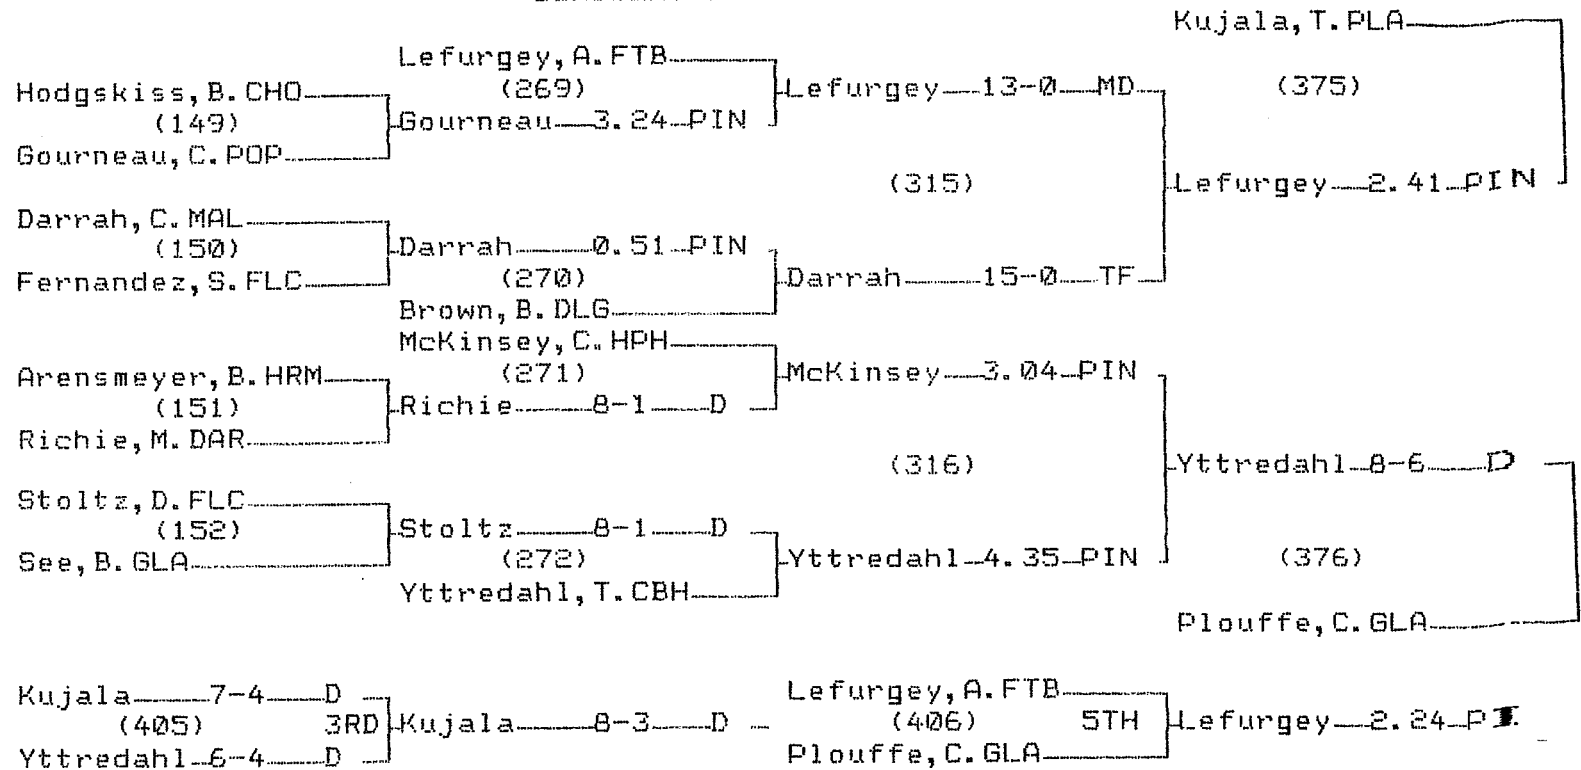 Kujala, T. PLA
Lefurgey, A. FTB
Hodgskiss, B. CHO (269) Lefurgey 13-0 MD (375)
(149) Gourneau 3.24 PIN
Gourneau, C. POP
(315) Lefurgey 2.41 PIN
Darrah, C. MAL
(150) Darrah 0.51 PIN
Fernandez, S. FLC (270) Darrah 15-0 TF
Brown, B. DLG
McKinsey, C. HPH
Arensmeyer, B. HRM (271) McKinsey 3.04 PIN
(151) Richie 8-1 D
Richie, M. DAR
(316) Yttredahl 8-6 D
Stoltz, D. FLC
(152) Stoltz 8-1 D
See, B. GLA (272) Yttredahl 4.35 PIN (376)
Yttredahl, T. CBH
Plouffe, C. GLA
Kujala 7-4 D Lefurgey, A. FTB
(405) 3RD Kujala 8-3 D (406) 5TH Lefurgey 2.24 PI
Yttredahl 6-4 D Plouffe, C. GLA